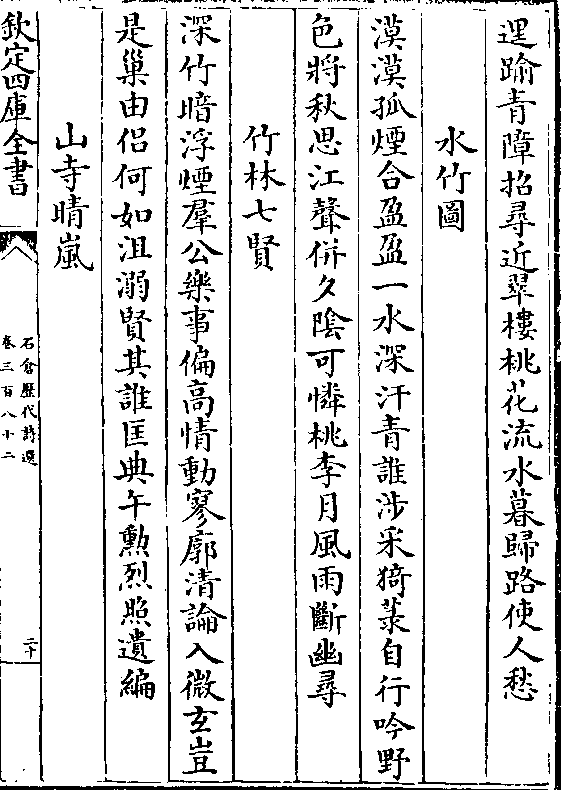 逕踰青障招尋近翠樓桃花流水暮歸路使人愁
水竹圖
漠漠孤煙合盈盈一水深汗青誰涉采猗菉自行吟野
色將秋思江聲併夂陰可憐桃李月風雨斷幽尋
竹林七賢
深竹暗浮煙羣公樂事偏高情動寥廓清論入微玄豈
是巢由侣何如沮溺賢其誰匡典午勲烈照遺編
山寺晴嵐
欽定四庫全書
石倉歴代詩選
卷三百八十二
二十